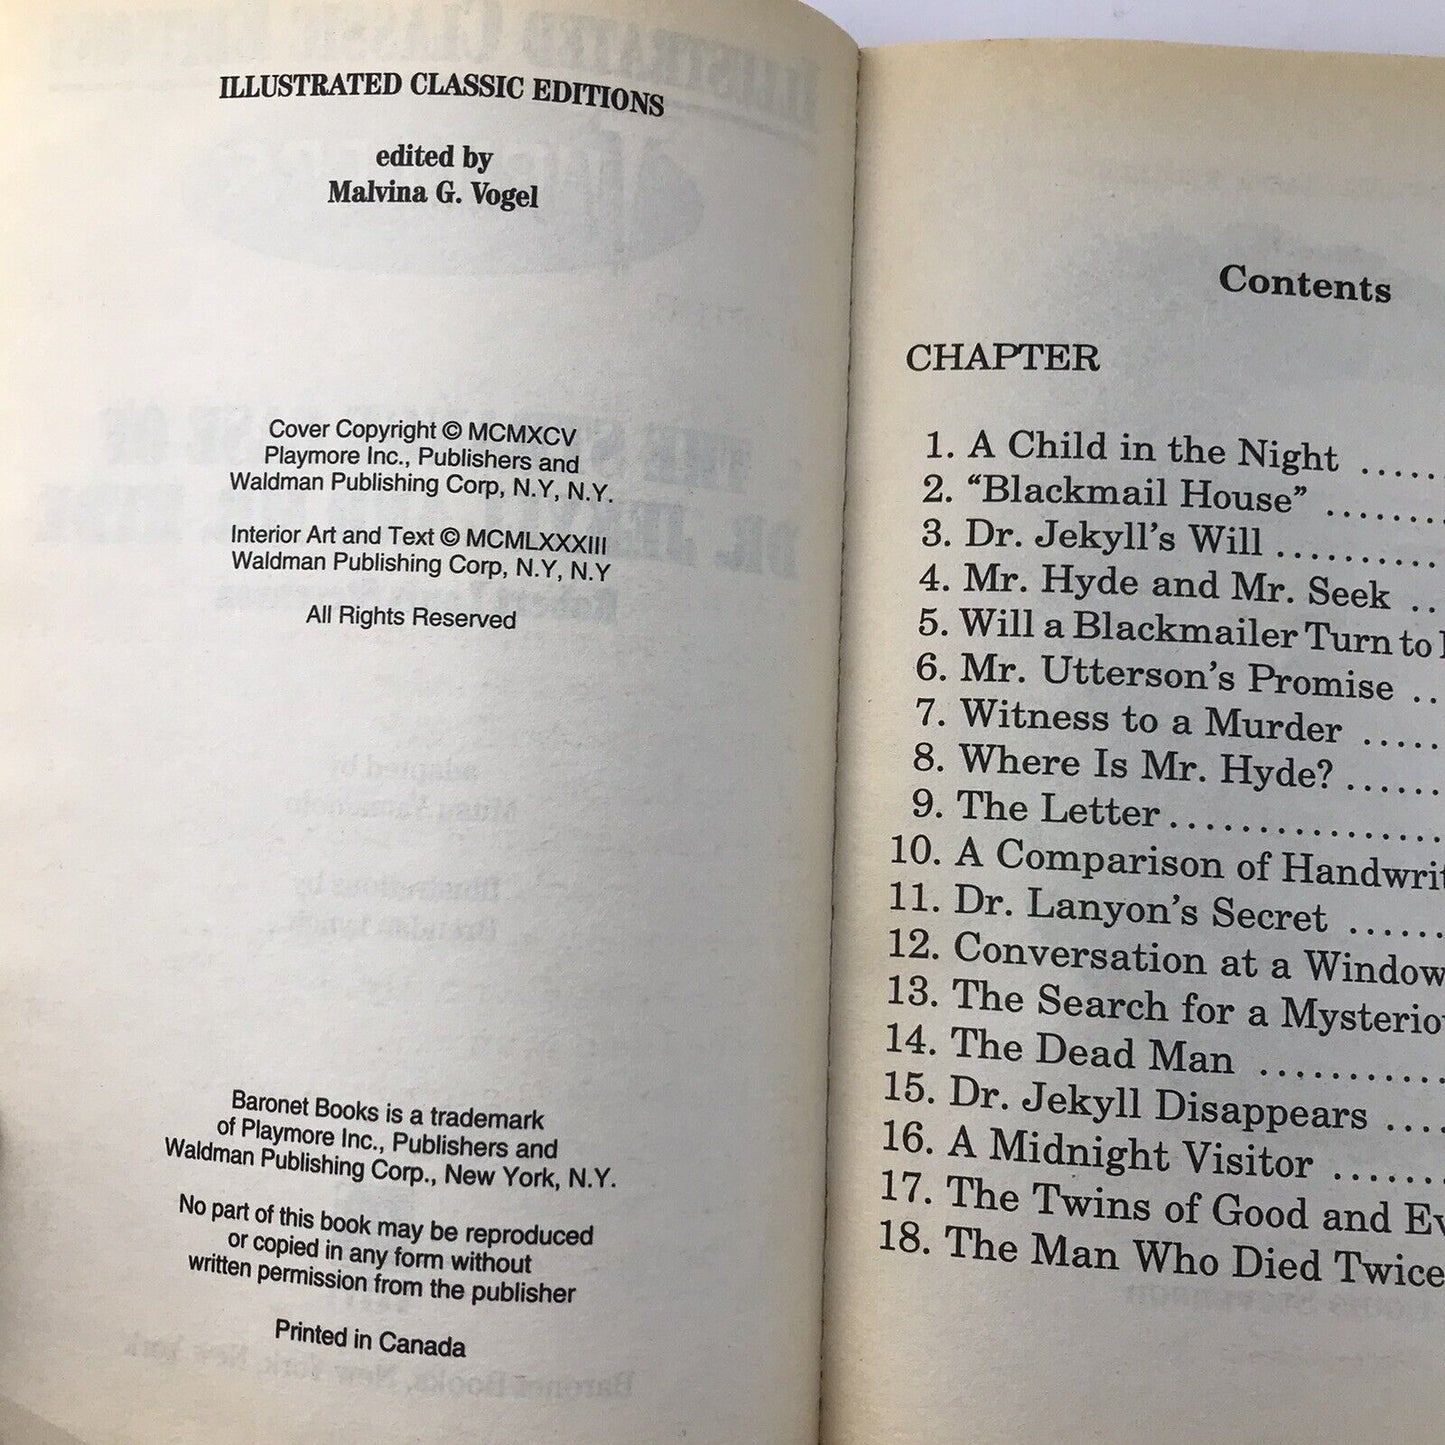 ILLUSTRATED CLASSIC EDITIONS
edited by
Malvina G. Vogel
Cover Copyright © MCMXCV
Playmore Inc., Publishers and
Waldman Publishing Corp, N.Y, N.Y.
Interior Art and Text © MCMLXXXIII
Waldman Publishing Corp, N.Y, N.Y
All Rights Reserved
Baronet Books is a trademark
of Playmore Inc., Publishers and
Waldman Publishing Corp., New York, N.Y.
No part of this book may be reproduced
or copied in any form without
written permission from the publisher
Printed in Canada
Contents
CHAPTER
1. A Child in the Night ......
2. “Blackmail House” ........
3. Dr. Jekyll’s Will ..........
4. Mr. Hyde and Mr. Seek ..
5. Will a Blackmailer Turn to
6. Mr. Utterson’s Promise ..
7. Witness to a Murder .....
8. Where Is Mr. Hyde? ......
9. The Letter ................
10. A Comparison of Handwrit
11. Dr. Lanyon’s Secret ......
12. Conversation at a Window
13. The Search for a Mysterio
14. The Dead Man ...........
15. Dr. Jekyll Disappears ....
16. A Midnight Visitor .......
17. The Twins of Good and Ev
18. The Man Who Died Twice